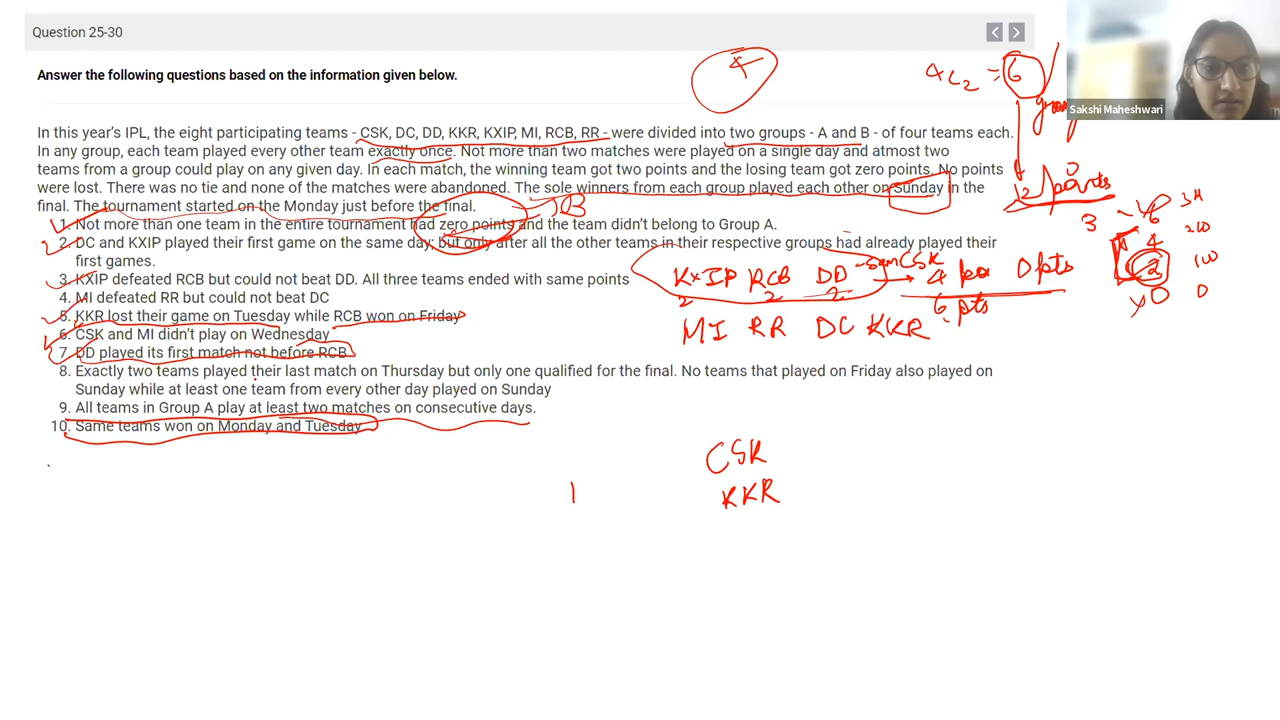 Question 25-30
Answer the following questions based on the information given below.
4
4C2 = 6
Sakshi Maheshwari
In this year's IPL, the eight participating teams - CSK, DC, DD, KKR, KXIP, MI, RCB, RR - were divided into two groups - A and B - of four teams each.
In any group, each team played every other team exactly once. Not more than two matches were played on a single day and atmost two
teams from a group could play on any given day. In each match, the winning team got two points and the losing team got zero points. No points
were lost. There was no tie and none of the matches were abandoned. The sole winners from each group played each other on Sunday in the
final. The tournament started on the Monday just before the final.
12 points
B
1. Not more than one team in the entire tournament had zero points and the team didn't belong to Group A.
2. DC and KXIP played their first game on the same day; but only after all the other teams in their respective groups had already played their
first games.
3. KXIP defeated RCB but could not beat DD. All three teams ended with same points
4. MI defeated RR but could not beat DC
5. KKR lost their game on Tuesday while RCB won on Friday
6. CSK and MI didn't play on Wednesday
7. DD played its first match not before RCB
8. Exactly two teams played their last match on Thursday but only one qualified for the final. No teams that played on Friday also played on
Sunday while at least one team from every other day played on Sunday
9. All teams in Group A play at least two matches on consecutive days.
10. Same teams won on Monday and Tuesday
KXIP RCB DD CSK 4 0 pts
2 2 2 6 pts
MI RR DC KKR
3 6
4
2
0 0
CSK
KKR
1